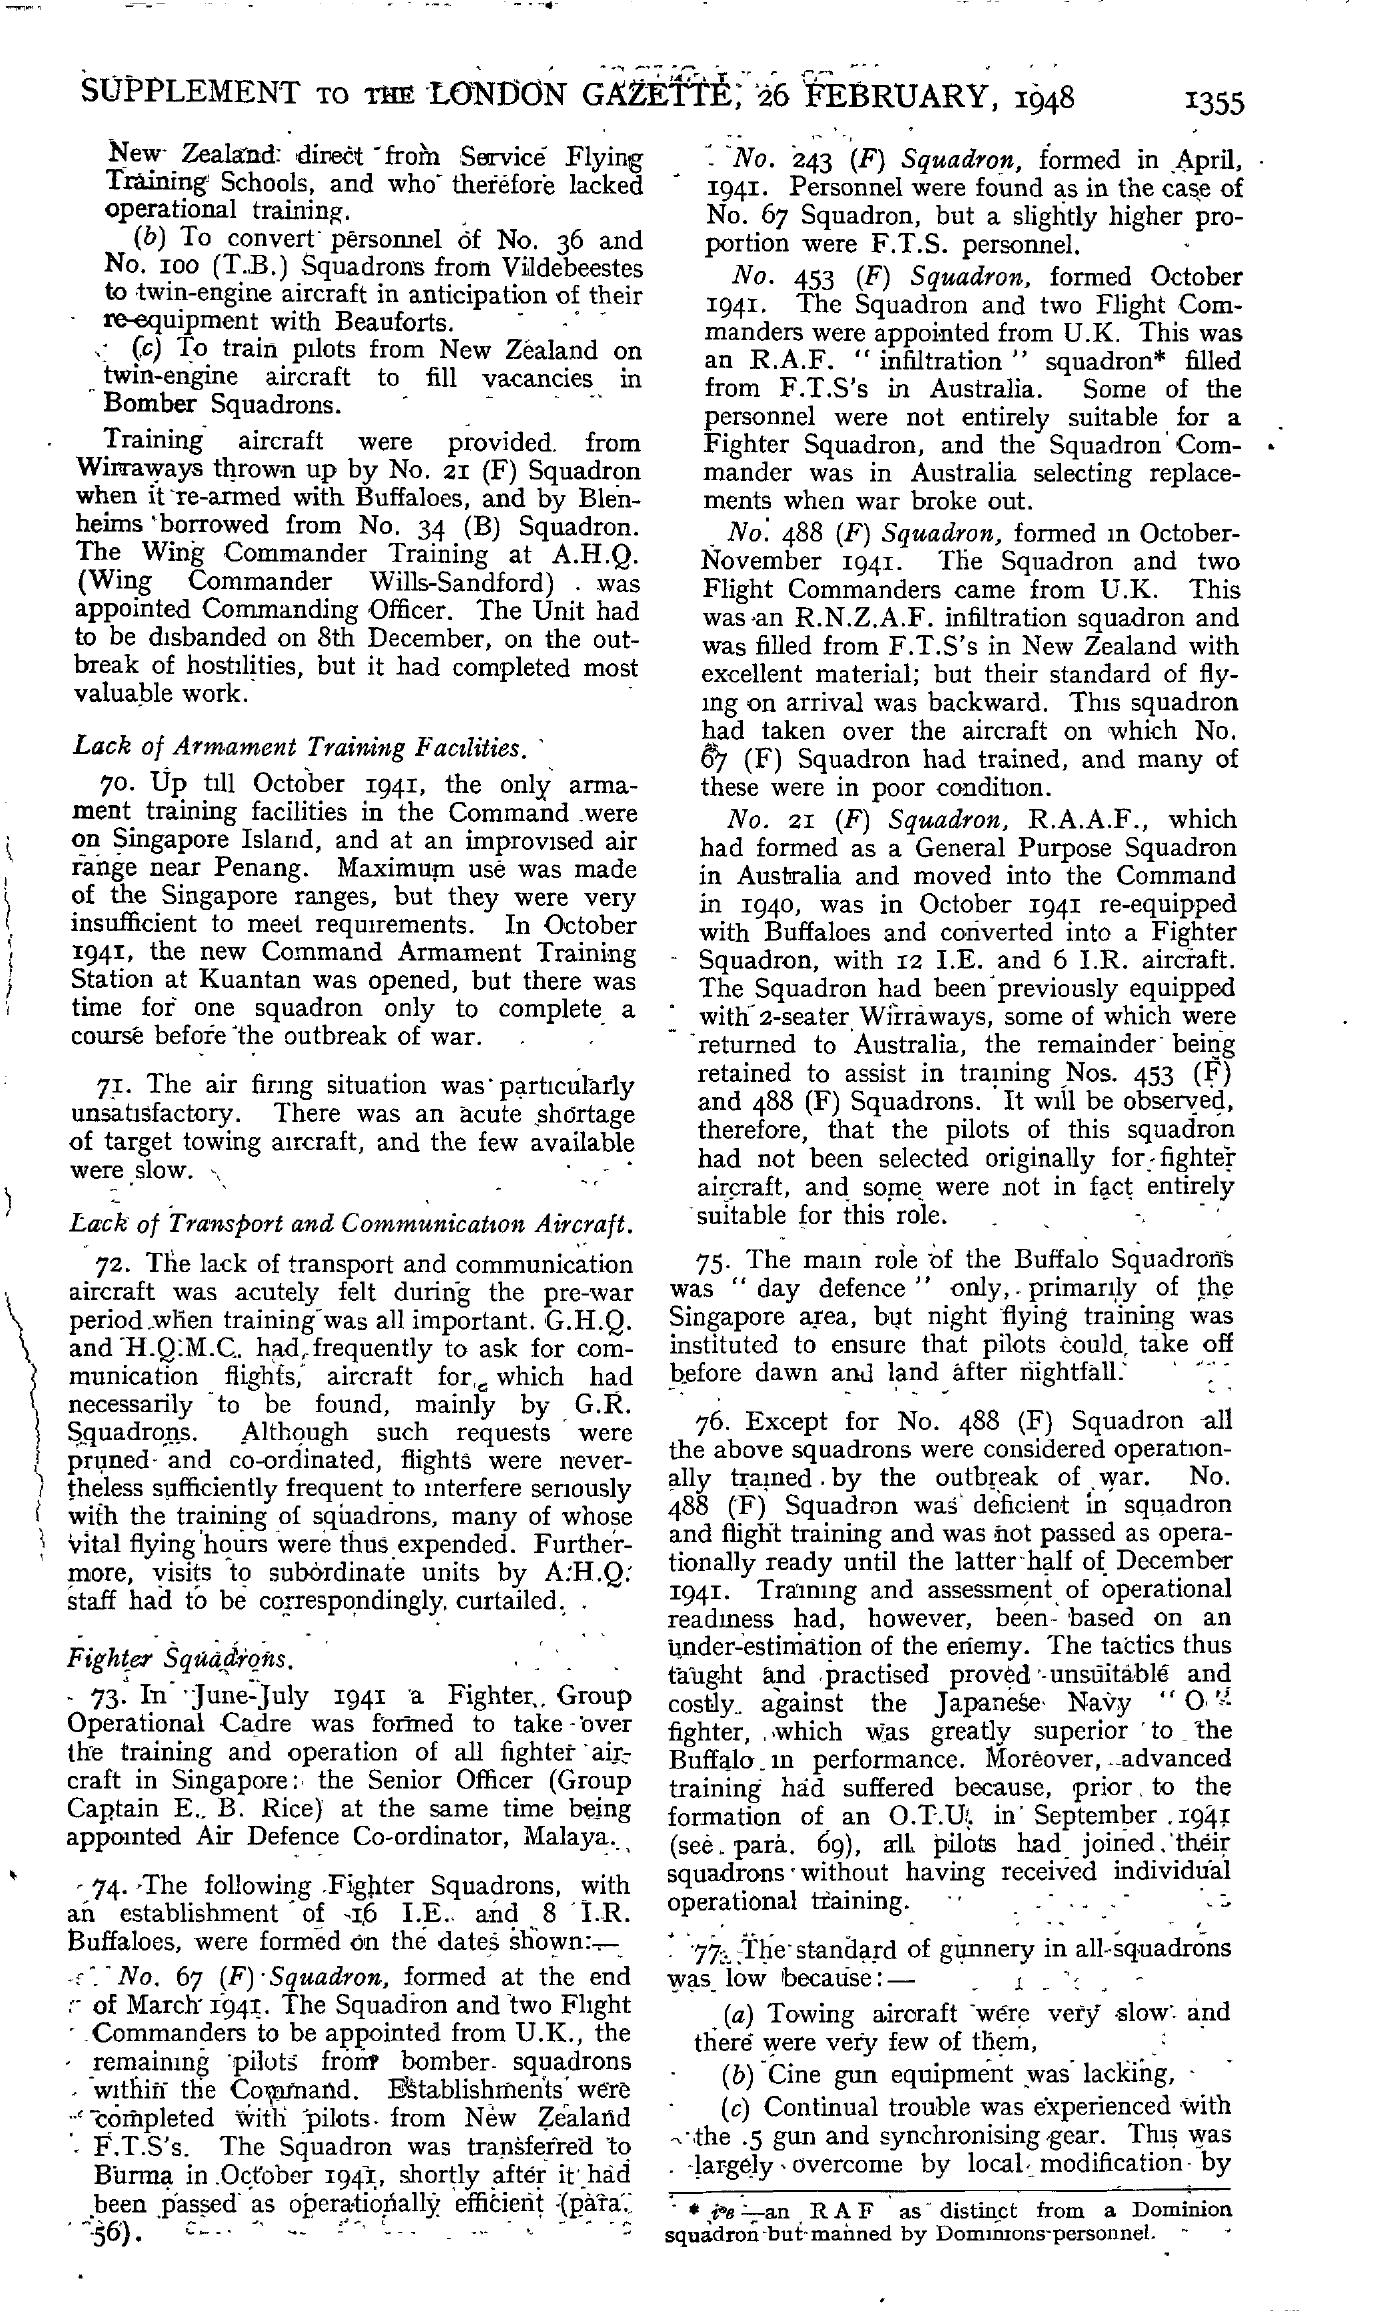 SUPPLEMENT TO THE LONDON GAZETTE, 26 FEBRUARY, 1948 1355
New Zealand direct from Service Flying
Training Schools, and who therefore lacked
operational training.
(b) To convert personnel of No. 36 and
No. 100 (T.B.) Squadrons from Vildebeestes
to twin-engine aircraft in anticipation of their
re-equipment with Beauforts.
(c) To train pilots from New Zealand on
twin-engine aircraft to fill vacancies in
Bomber Squadrons.
Training aircraft were provided from
Wirraways thrown up by No. 21 (F) Squadron
when it re-armed with Buffaloes, and by Blen-
heims borrowed from No. 34 (B) Squadron.
The Wing Commander Training at A.H.Q.
(Wing Commander Wills-Sandford) was
appointed Commanding Officer. The Unit had
to be disbanded on 8th December, on the out-
break of hostilities, but it had completed most
valuable work.
Lack of Armament Training Facilities.
70. Up till October 1941, the only arma-
ment training facilities in the Command were
on Singapore Island, and at an improvised air
range near Penang. Maximum use was made
of the Singapore ranges, but they were very
insufficient to meet requirements. In October
1941, the new Command Armament Training
Station at Kuantan was opened, but there was
time for one squadron only to complete a
course before the outbreak of war.
71. The air firing situation was particularly
unsatisfactory. There was an acute shortage
of target towing aircraft, and the few available
were slow.
Lack of Transport and Communication Aircraft.
72. The lack of transport and communication
aircraft was acutely felt during the pre-war
period when training was all important. G.H.Q.
and H.Q.M.C. had frequently to ask for com-
munication flights, aircraft for which had
necessarily to be found, mainly by G.R.
Squadrons. Although such requests were
pruned and co-ordinated, flights were never-
theless sufficiently frequent to interfere seriously
with the training of squadrons, many of whose
vital flying hours were thus expended. Further-
more, visits to subordinate units by A.H.Q.
staff had to be correspondingly curtailed.
Fighter Squadrons.
73. In June-July 1941 a Fighter Group
Operational Cadre was formed to take over
the training and operation of all fighter air-
craft in Singapore: the Senior Officer (Group
Captain E. B. Rice) at the same time being
appointed Air Defence Co-ordinator, Malaya.
74. The following Fighter Squadrons, with
an establishment of 16 I.E. and 8 I.R.
Buffaloes, were formed on the dates shown:—
No. 67 (F) Squadron, formed at the end
of March 1941. The Squadron and two Flight
Commanders to be appointed from U.K., the
remaining pilots from bomber squadrons
within the Command. Establishments were
completed with pilots from New Zealand
F.T.S's. The Squadron was transferred to
Burma in October 1941, shortly after it had
been passed as operationally efficient (para.
56).
No. 243 (F) Squadron, formed in April,
1941. Personnel were found as in the case of
No. 67 Squadron, but a slightly higher pro-
portion were F.T.S. personnel.
No. 453 (F) Squadron, formed October
1941. The Squadron and two Flight Com-
manders were appointed from U.K. This was
an R.A.F. "infiltration" squadron* filled
from F.T.S's in Australia. Some of the
personnel were not entirely suitable for a
Fighter Squadron, and the Squadron Com-
mander was in Australia selecting replace-
ments when war broke out.
No. 488 (F) Squadron, formed in October-
November 1941. The Squadron and two
Flight Commanders came from U.K. This
was an R.N.Z.A.F. infiltration squadron and
was filled from F.T.S's in New Zealand with
excellent material; but their standard of fly-
ing on arrival was backward. This squadron
had taken over the aircraft on which No.
67 (F) Squadron had trained, and many of
these were in poor condition.
No. 21 (F) Squadron, R.A.A.F., which
had formed as a General Purpose Squadron
in Australia and moved into the Command
in 1940, was in October 1941 re-equipped
with Buffaloes and converted into a Fighter
Squadron, with 12 I.E. and 6 I.R. aircraft.
The Squadron had been previously equipped
with 2-seater Wirraways, some of which were
returned to Australia, the remainder being
retained to assist in training Nos. 453 (F)
and 488 (F) Squadrons. It will be observed,
therefore, that the pilots of this squadron
had not been selected originally for fighter
aircraft, and some were not in fact entirely
suitable for this role.
75. The main role of the Buffalo Squadrons
was "day defence" only, primarily of the
Singapore area, but night flying training was
instituted to ensure that pilots could take off
before dawn and land after nightfall.
76. Except for No. 488 (F) Squadron all
the above squadrons were considered operation-
ally trained by the outbreak of war. No.
488 (F) Squadron was deficient in squadron
and flight training and was not passed as opera-
tionally ready until the latter half of December
1941. Training and assessment of operational
readiness had, however, been based on an
under-estimation of the enemy. The tactics thus
taught and practised proved unsuitable and
costly against the Japanese Navy "O"
fighter, which was greatly superior to the
Buffalo in performance. Moreover, advanced
training had suffered because, prior to the
formation of an O.T.U. in September 1941
(see para. 69), all pilots had joined their
squadrons without having received individual
operational training.
77. The standard of gunnery in all squadrons
was low because:—
(a) Towing aircraft were very slow and
there were very few of them,
(b) Cine gun equipment was lacking,
(c) Continual trouble was experienced with
the .5 gun and synchronising gear. This was
largely overcome by local modification by
* i e —an R A F as distinct from a Dominion
squadron but manned by Dominions personnel.